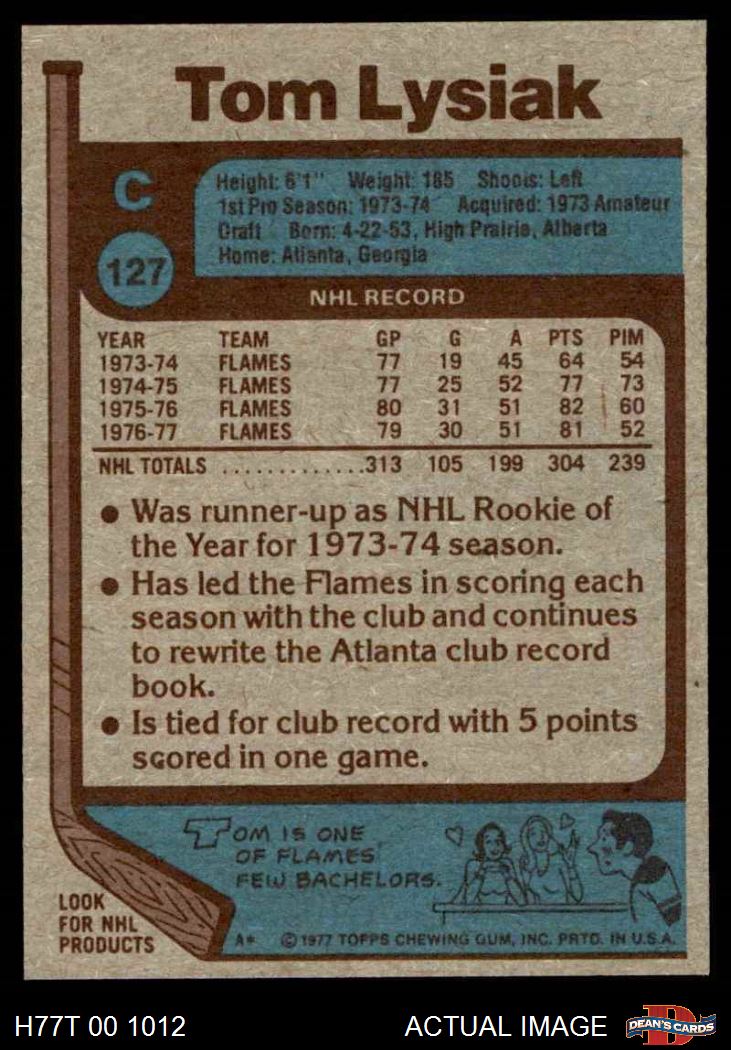 Tom Lysiak
C
127
Height: 6'1" Weight: 185 Shoots: Left
1st Pro Season: 1973-74 Acquired: 1973 Amateur
Draft Born: 4-22-53, High Prairie, Alberta
Home: Atlanta, Georgia
NHL RECORD
YEAR TEAM GP G A PTS PIM
1973-74 FLAMES 77 19 45 64 54
1974-75 FLAMES 77 25 52 77 73
1975-76 FLAMES 80 31 51 82 60
1976-77 FLAMES 79 30 51 81 52
NHL TOTALS .............313 105 199 304 239
● Was runner-up as NHL Rookie of
the Year for 1973-74 season.
● Has led the Flames in scoring each
season with the club and continues
to rewrite the Atlanta club record
book.
● Is tied for club record with 5 points
scored in one game.
TOM IS ONE
OF FLAMES'
FEW BACHELORS.
LOOK
FOR NHL
PRODUCTS
A* ©1977 TOPPS CHEWING GUM, INC. PRTD. IN U.S.A.
H77T 00 1012 ACTUAL IMAGE
D
DEAN'S CARDS